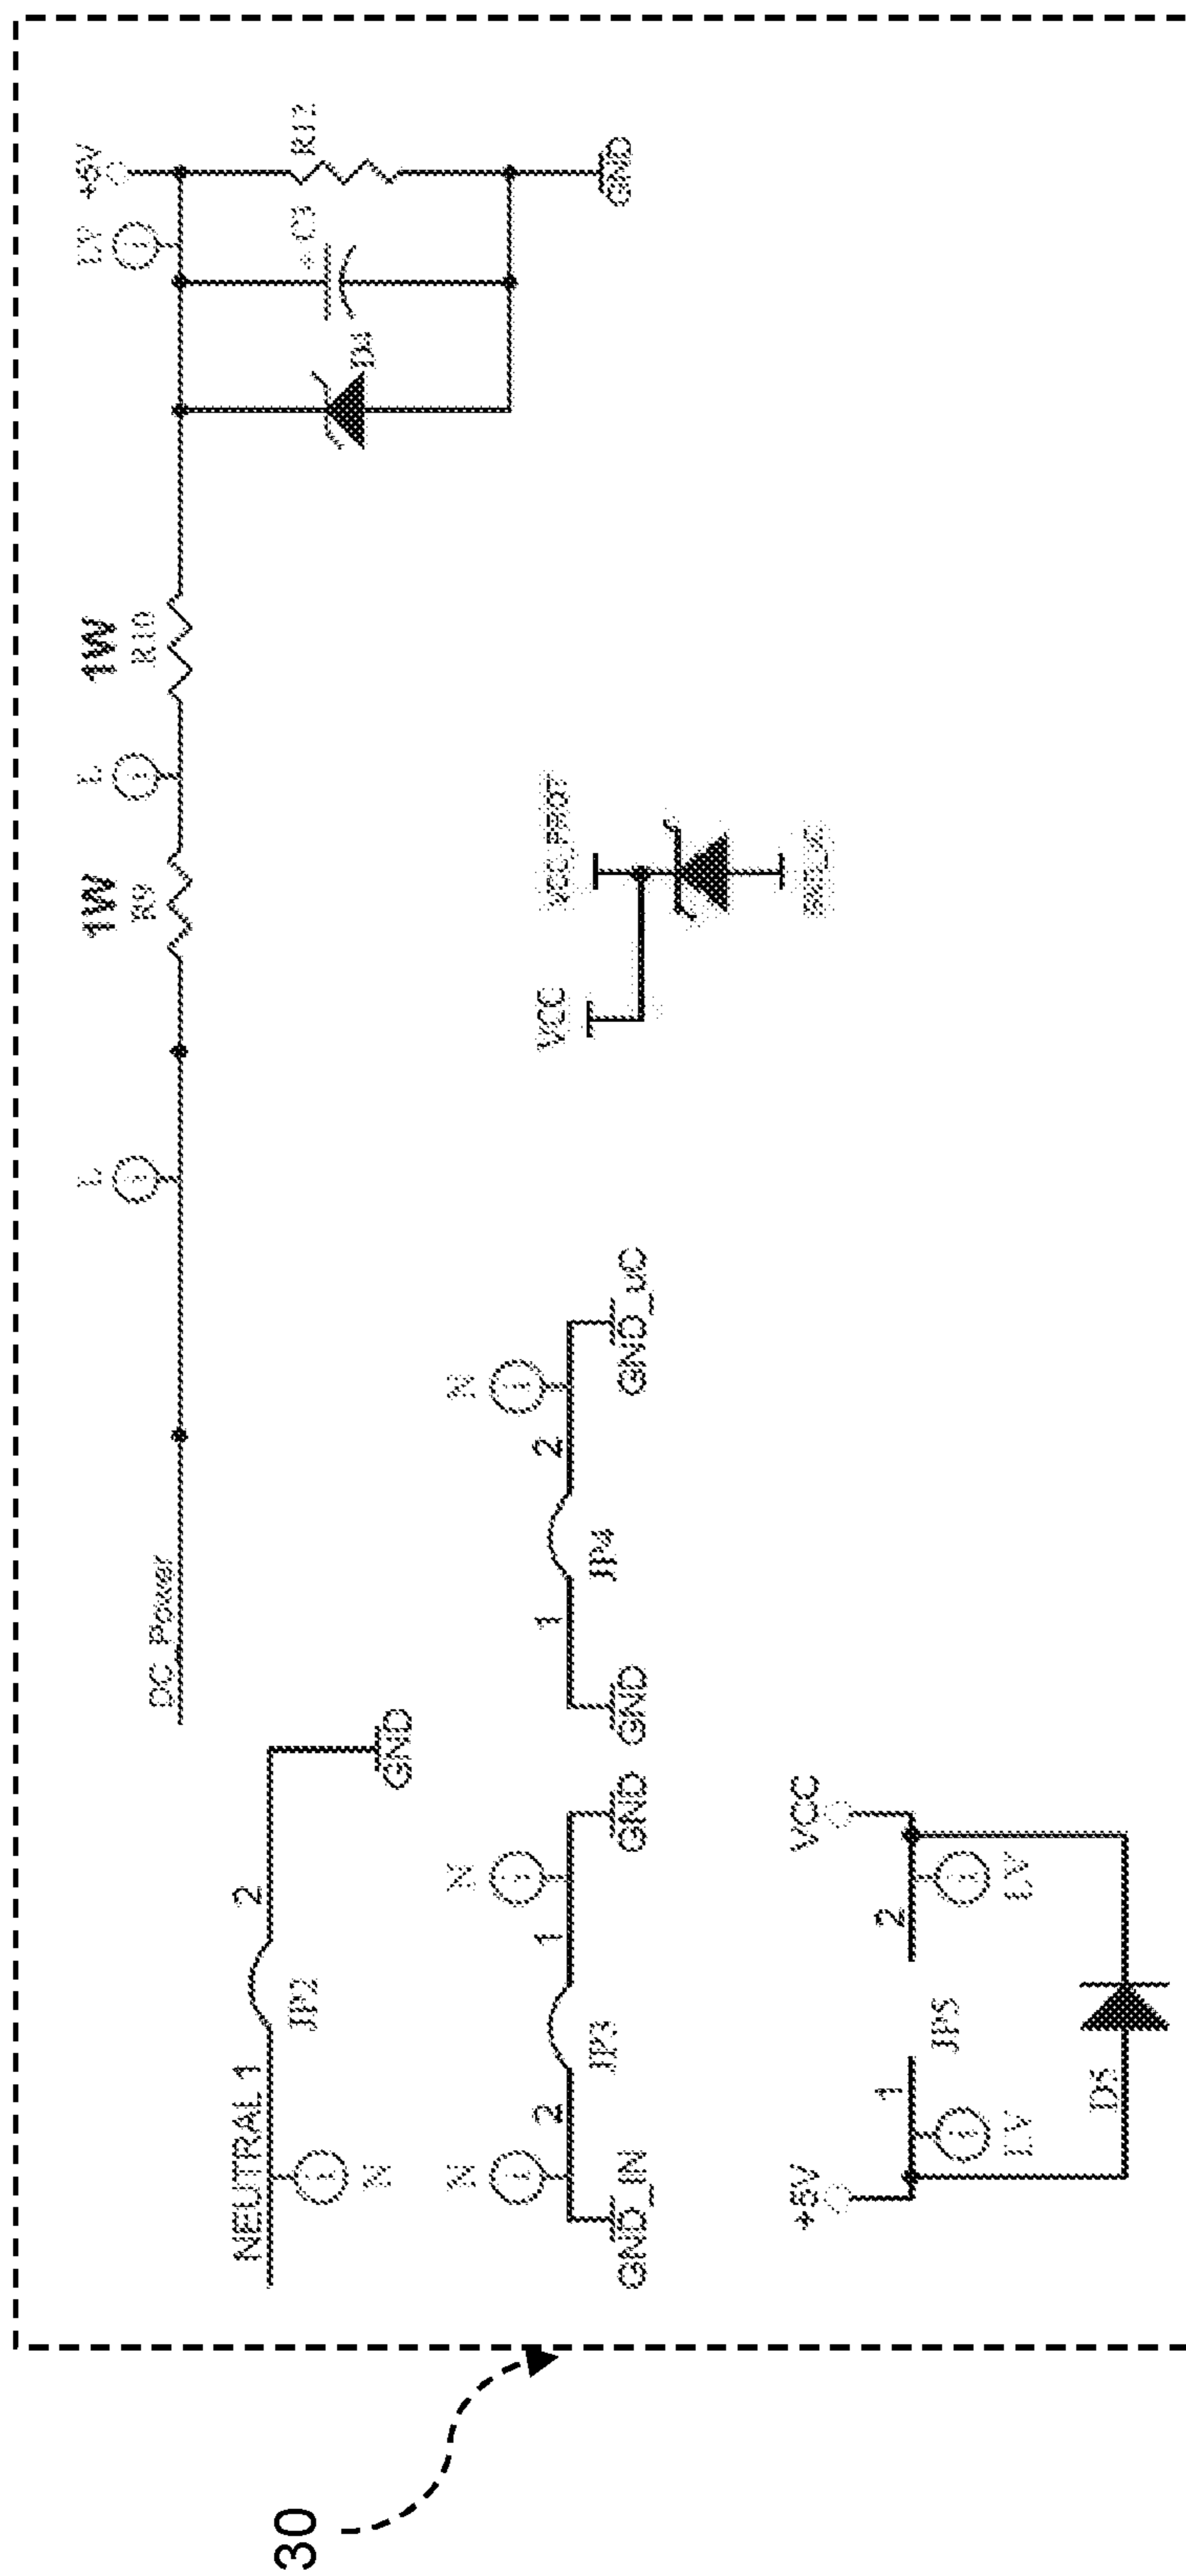 30
DC_Power
L
1W
R9
L
1W
R10
LV
+5V
D4
+ C3
R12
GND
NEUTRAL 1
2
N
JP2
GND
N
N
2
1
JP3
GND_IN
GND
N
1
2
JP4
GND
GND_uC
VCC
VCC_PROT
+5V
VCC
1
2
LV
JP5
LV
D5